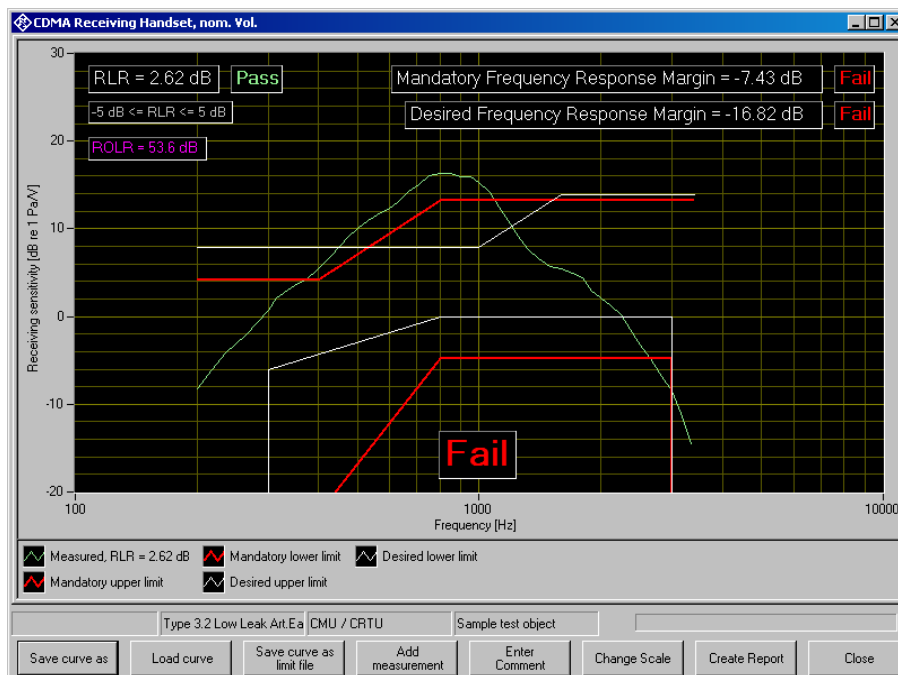 CDMA Receiving Handset, nom. Vol.
RLR = 2.62 dB
Pass
-5 dB <= RLR <= 5 dB
ROLR = 53.6 dB
Mandatory Frequency Response Margin = -7.43 dB
Fail
Desired Frequency Response Margin = -16.82 dB
Fail
30
20
10
0
-10
-20
Receiving sensitivity [dB re 1 Pa/V]
Fail
100
1000
10000
Frequency [Hz]
Measured, RLR = 2.62 dB
Mandatory lower limit
Desired lower limit
Mandatory upper limit
Desired upper limit
Type 3.2 Low Leak Art.Ea
CMU / CRTU
Sample test object
Save curve as
Load curve
Save curve as
limit file
Add
measurement
Enter
Comment
Change Scale
Create Report
Close